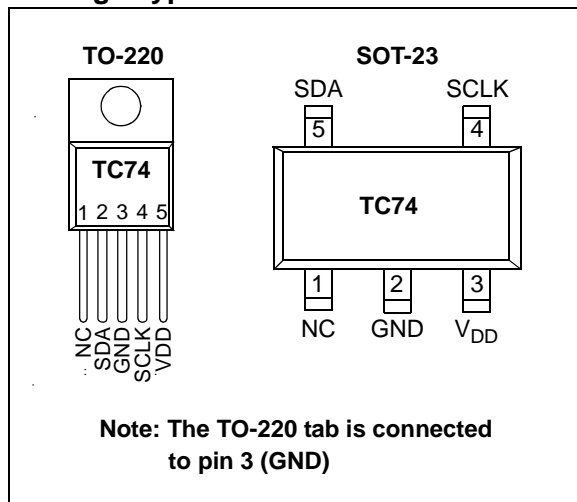 TO-220
TC74
1 2 3 4 5
NC
SDA
GND
SCLK
VDD
SOT-23
SDA SCLK
5 4
TC74
1 2 3
NC GND VDD
Note: The TO-220 tab is connected
to pin 3 (GND)